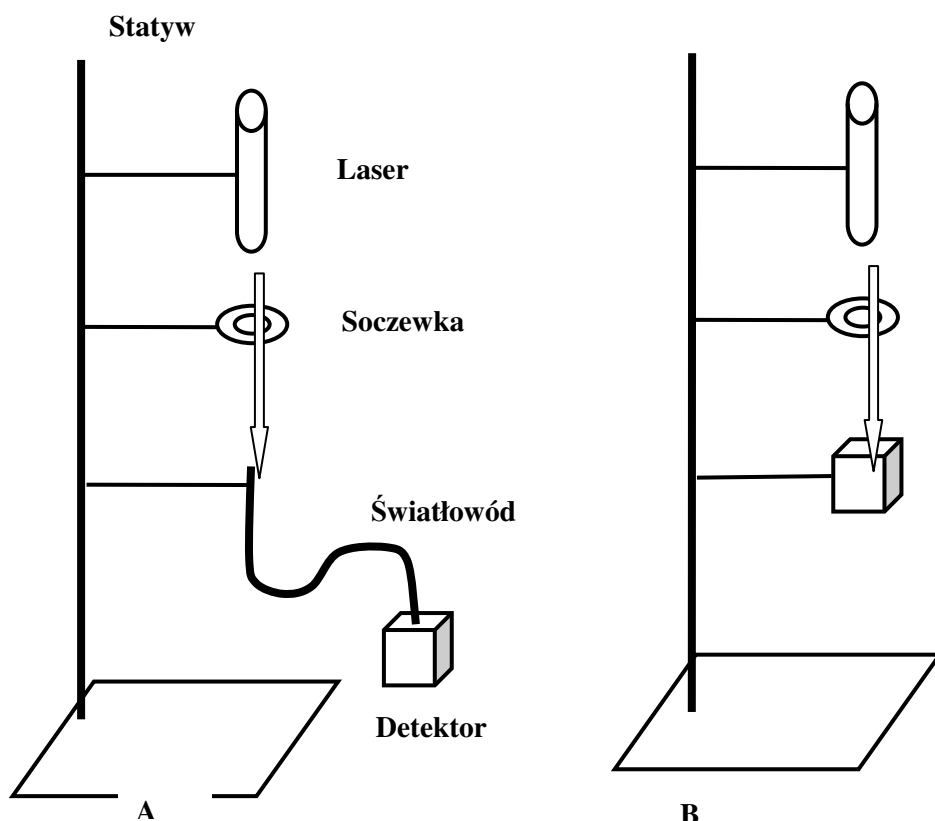 Statyw
Laser
Soczewka
Światłowód
Detektor
A
B